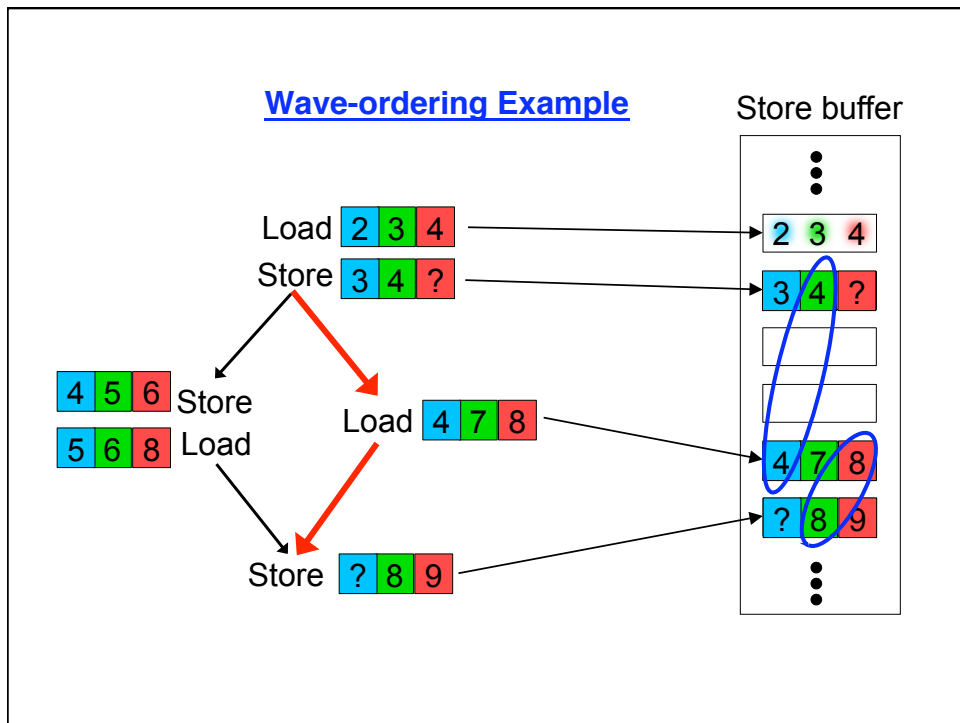 Wave-ordering Example
Store buffer
Load 2 3 4
2 3 4
Store 3 4 ?
3 4 ?
4 5 6 Store
Load 4 7 8
5 6 8 Load
4 7 8
? 8 9
Store ? 8 9